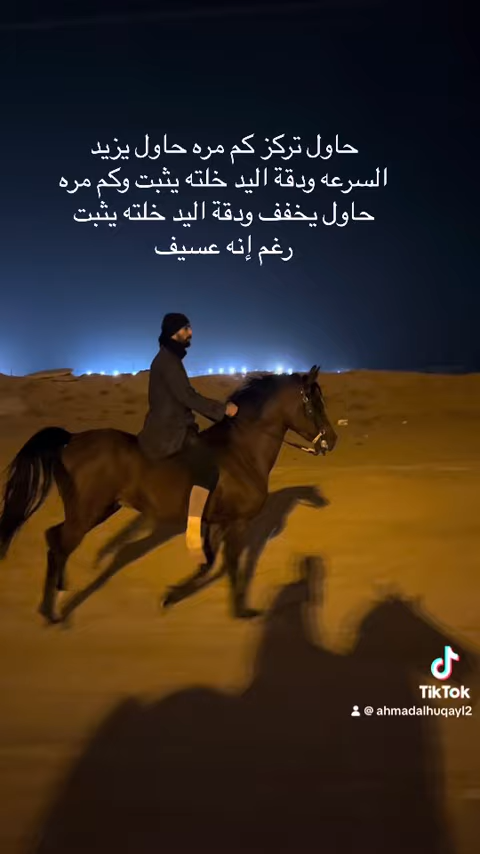 حاول تركز كم مره حاول يزيد
السرعه ودقة اليد خلته يثبت وكم مره
حاول يخفف ودقة اليد خلته يثبت
رغم إنه عسيف
TikTok
@ ahmadalhuqayl2